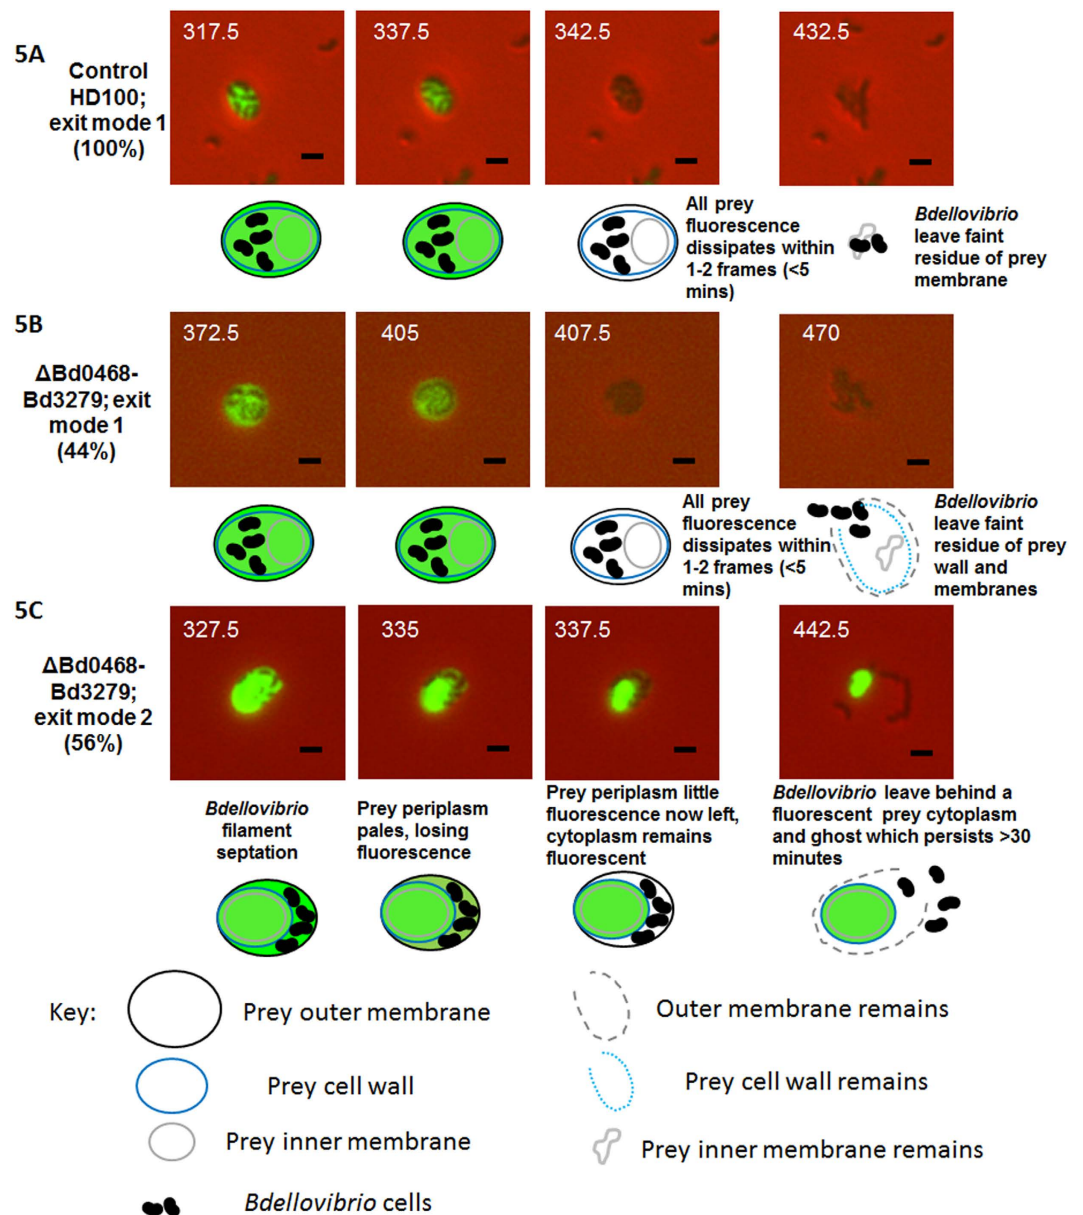 5A
Control
HD100;
exit mode 1
(100%)
317.5
337.5
342.5
432.5
All prey
fluorescence
dissipates within
1-2 frames (<5
mins)
Bdellovibrio
leave faint
residue of prey
membrane
5B
ΔBd0468-
Bd3279; exit
mode 1
(44%)
372.5
405
407.5
470
All prey
fluorescence
dissipates within
1-2 frames (<5
mins)
Bdellovibrio
leave faint
residue of prey
wall and
membranes
5C
ΔBd0468-
Bd3279;
exit mode 2
(56%)
327.5
335
337.5
442.5
Bdellovibrio
filament
septation
Prey periplasm
pales, losing
fluorescence
Prey periplasm little
fluorescence now left,
cytoplasm remains
fluorescent
Bdellovibrio leave behind a
fluorescent prey cytoplasm
and ghost which persists >30
minutes
Key:
Prey outer membrane
Outer membrane remains
Prey cell wall
Prey cell wall remains
Prey inner membrane
Prey inner membrane remains
Bdellovibrio cells